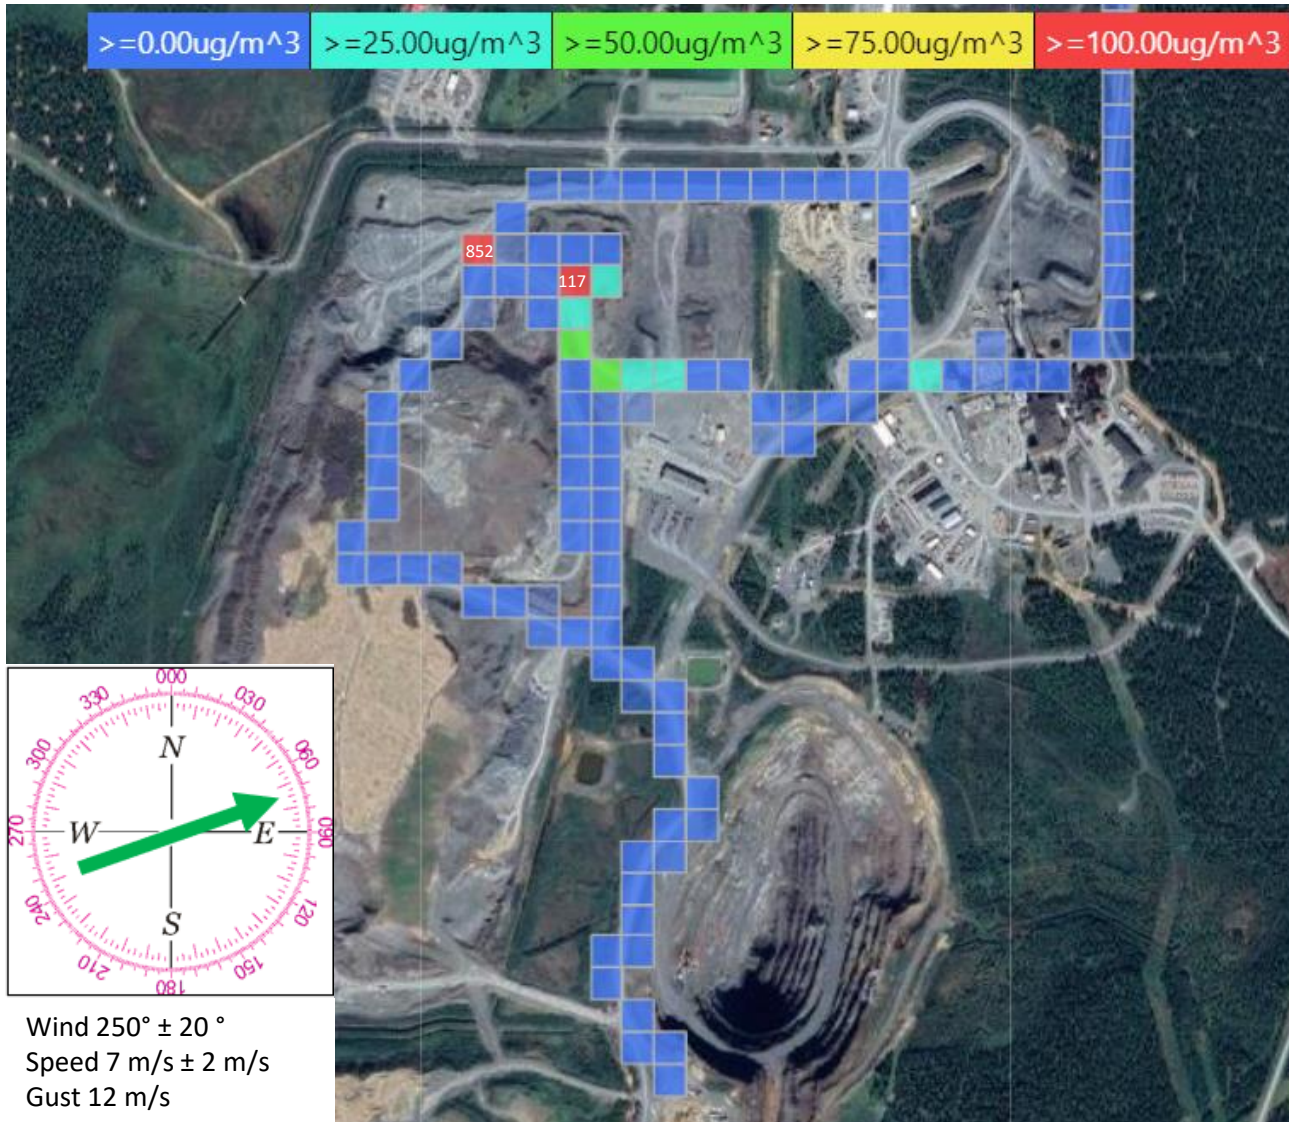 >=0.00ug/m^3 >=25.00ug/m^3 >=50.00ug/m^3 >=75.00ug/m^3 >=100.00ug/m^3
852
117
000
330 030
N
300 060
270 W E 090
240 120
S
210 150
180
Wind 250° ± 20 °
Speed 7 m/s ± 2 m/s
Gust 12 m/s